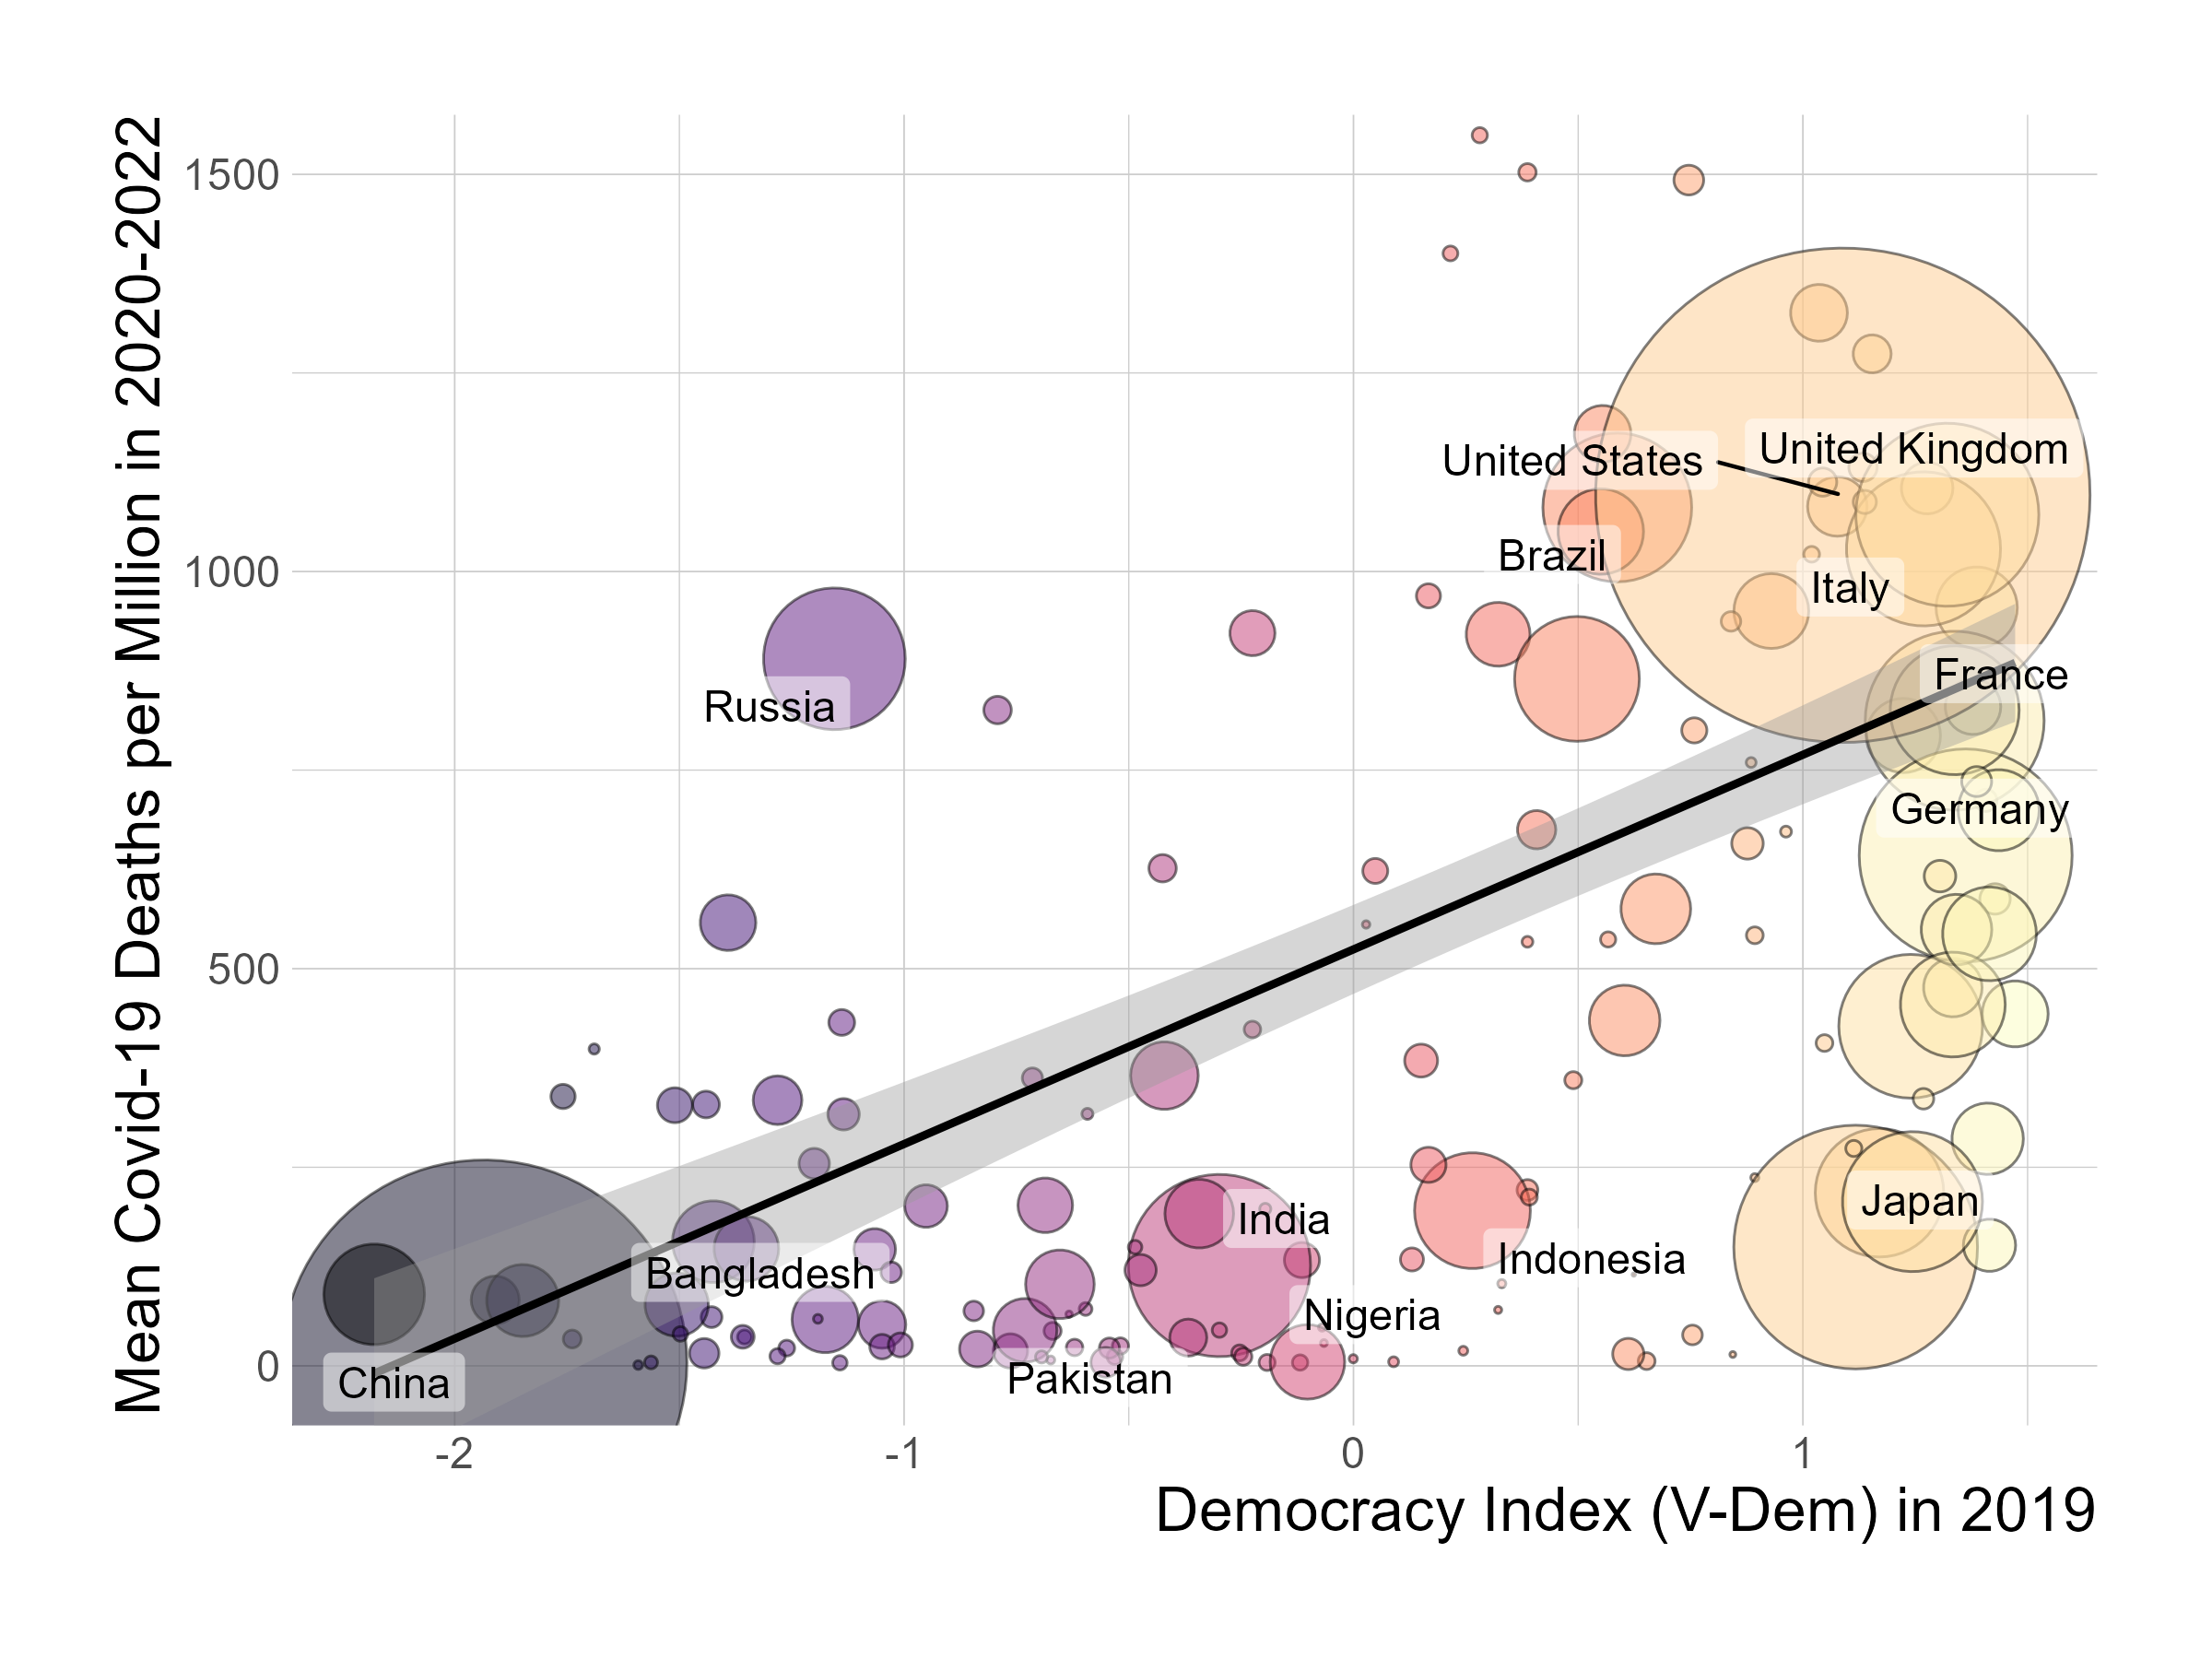 Mean Covid-19 Deaths per Million in 2020-2022
1500
1000
500
0
United States
United Kingdom
Brazil
Italy
Russia
France
Germany
India
Japan
Indonesia
Bangladesh
Nigeria
Pakistan
China
-2
-1
0
1
Democracy Index (V-Dem) in 2019